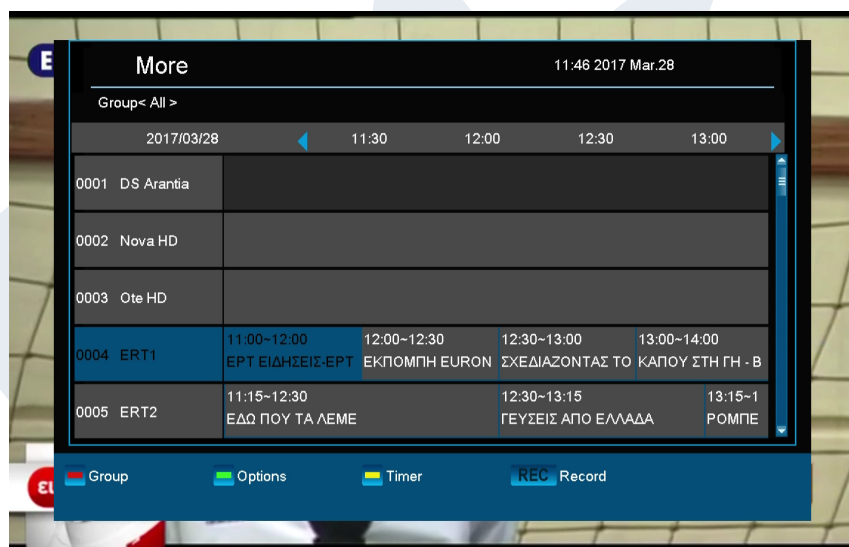 E
More 11:46 2017 Mar.28
Group< All >
2017/03/28 11:30 12:00 12:30 13:00
0001 DS Arantia
0002 Nova HD
0003 Ote HD
0004 ERT1
11:00~12:00 12:00~12:30 12:30~13:00 13:00~14:00
ΕΡΤ ΕΙΔΗΣΕΙΣ-ΕΡΤ ΕΚΠΟΜΠΗ EURON ΣΧΕΔΙΑΖΟΝΤΑΣ ΤΟ ΚΑΠΟΥ ΣΤΗ ΓΗ - Β
0005 ERT2
11:15~12:30 12:30~13:15 13:15~1
ΕΔΩ ΠΟΥ ΤΑ ΛΕΜΕ ΓΕΥΣΕΙΣ ΑΠΟ ΕΛΛΑΔΑ ΡΟΜΠΕ
Group Options Timer REC Record